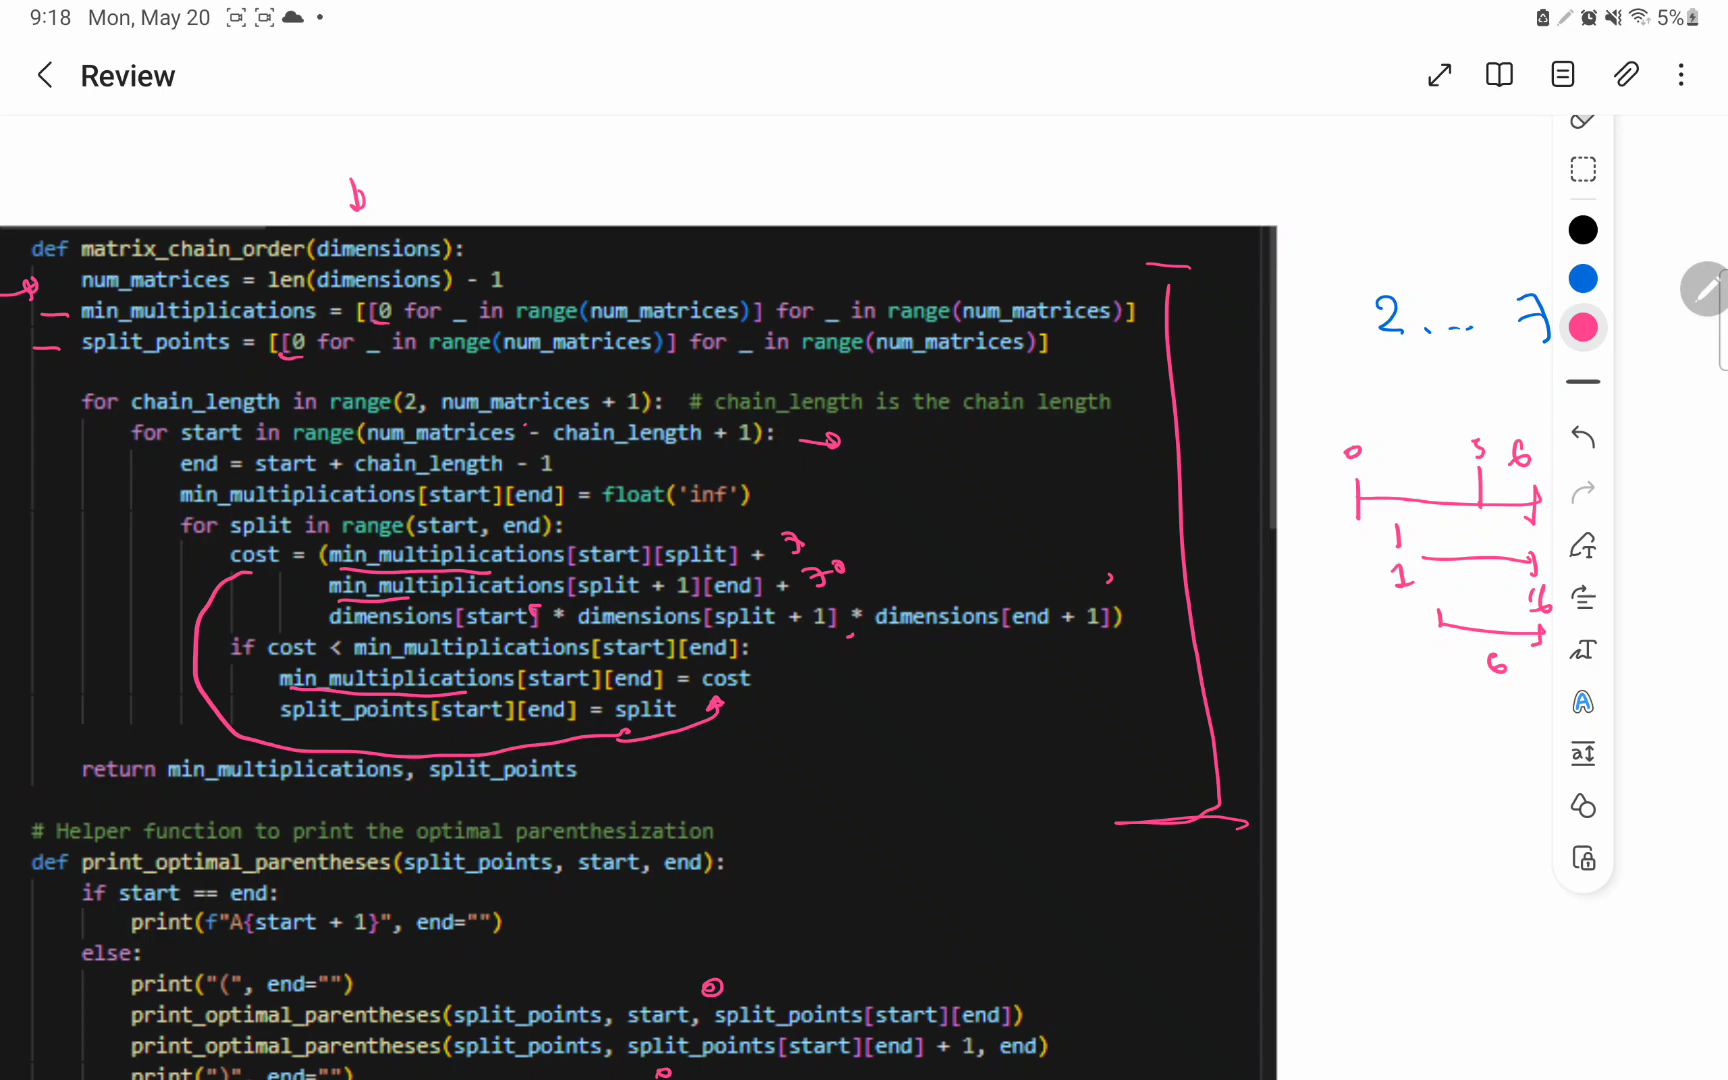 9:18 Mon, May 20 5%
Review
b
def matrix_chain_order(dimensions):
num_matrices = len(dimensions) - 1
min_multiplications = [[0 for _ in range(num_matrices)] for _ in range(num_matrices)]
split_points = [[0 for _ in range(num_matrices)] for _ in range(num_matrices)]
2 . .. 7
for chain_length in range(2, num_matrices + 1): # chain_length is the chain length
for start in range(num_matrices - chain_length + 1):
0 5 6
end = start + chain_length - 1
min_multiplications[start][end] = float('inf')
for split in range(start, end):
1
cost = (min_multiplications[start][split] +
min_multiplications[split + 1][end] +
1
dimensions[start] * dimensions[split + 1] * dimensions[end + 1])
if cost < min_multiplications[start][end]:
6
min_multiplications[start][end] = cost
split_points[start][end] = split
return min_multiplications, split_points
# Helper function to print the optimal parenthesization
def print_optimal_parentheses(split_points, start, end):
if start == end:
print(f"A{start + 1}", end="")
else:
print("(", end="")
print_optimal_parentheses(split_points, start, split_points[start][end])
print_optimal_parentheses(split_points, split_points[start][end] + 1, end)
print(")", end="")